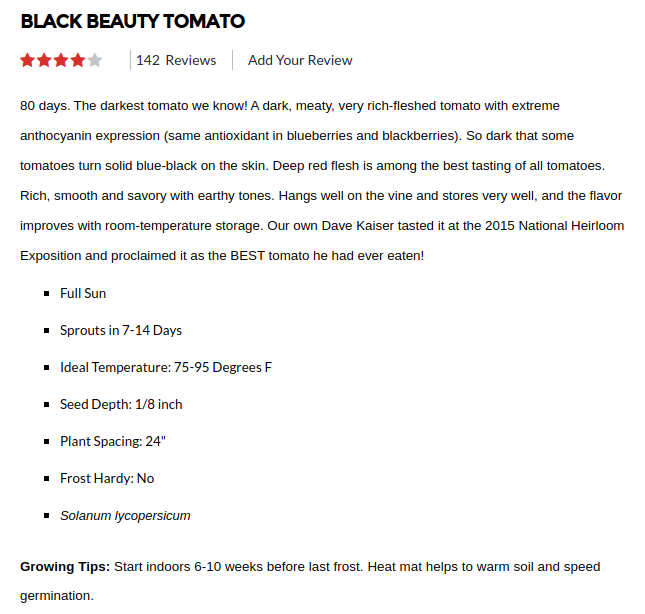 BLACK BEAUTY TOMATO
142 Reviews Add Your Review
80 days. The darkest tomato we know! A dark, meaty, very rich-fleshed tomato with extreme
anthocyanin expression (same antioxidant in blueberries and blackberries). So dark that some
tomatoes turn solid blue-black on the skin. Deep red flesh is among the best tasting of all tomatoes.
Rich, smooth and savory with earthy tones. Hangs well on the vine and stores very well, and the flavor
improves with room-temperature storage. Our own Dave Kaiser tasted it at the 2015 National Heirloom
Exposition and proclaimed it as the BEST tomato he had ever eaten!
Full Sun
Sprouts in 7-14 Days
Ideal Temperature: 75-95 Degrees F
Seed Depth: 1/8 inch
Plant Spacing: 24"
Frost Hardy: No
Solanum lycopersicum
Growing Tips: Start indoors 6-10 weeks before last frost. Heat mat helps to warm soil and speed
germination.